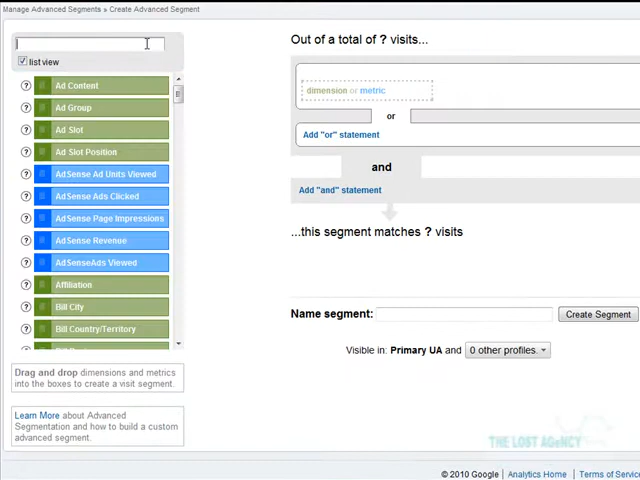 Manage Advanced Segments » Create Advanced Segment
list view
Ad Content
Ad Group
Ad Slot
Ad Slot Position
AdSense Ad Units Viewed
AdSense Ads Clicked
AdSense Page Impressions
AdSense Revenue
AdSenseAds Viewed
Affiliation
Bill City
Bill Country/Territory
Drag and drop dimensions and metrics
into the boxes to create a visit segment.
Learn More about Advanced
Segmentation and how to build a custom
advanced segment.
Out of a total of ? visits...
dimension or metric
or
Add "or" statement
and
Add "and" statement
...this segment matches ? visits
Name segment:
Create Segment
Visible in: Primary UA and 0 other profiles.
THE LOST AGENCY
© 2010 Google | Analytics Home | Terms of Service